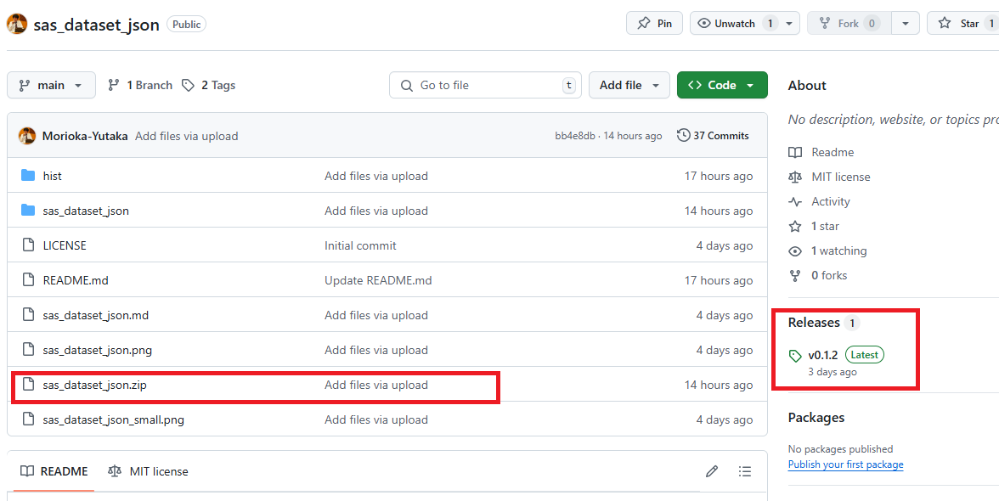 sas_dataset_json Public Pin Unwatch 1 Fork 0 Star 1
main 1 Branch 2 Tags Go to file t Add file <> Code
Morioka-Yutaka Add files via upload bb4e8db · 14 hours ago 37 Commits
hist Add files via upload 17 hours ago
sas_dataset_json Add files via upload 14 hours ago
LICENSE Initial commit 4 days ago
README.md Update README.md 17 hours ago
sas_dataset_json.md Add files via upload 4 days ago
sas_dataset_json.png Add files via upload 4 days ago
sas_dataset_json.zip Add files via upload 14 hours ago
sas_dataset_json_small.png Add files via upload 4 days ago
README MIT license
About
No description, website, or topics pro
Readme
MIT license
Activity
1 star
1 watching
0 forks
Releases 1
v0.1.2 Latest
3 days ago
Packages
No packages published
Publish your first package